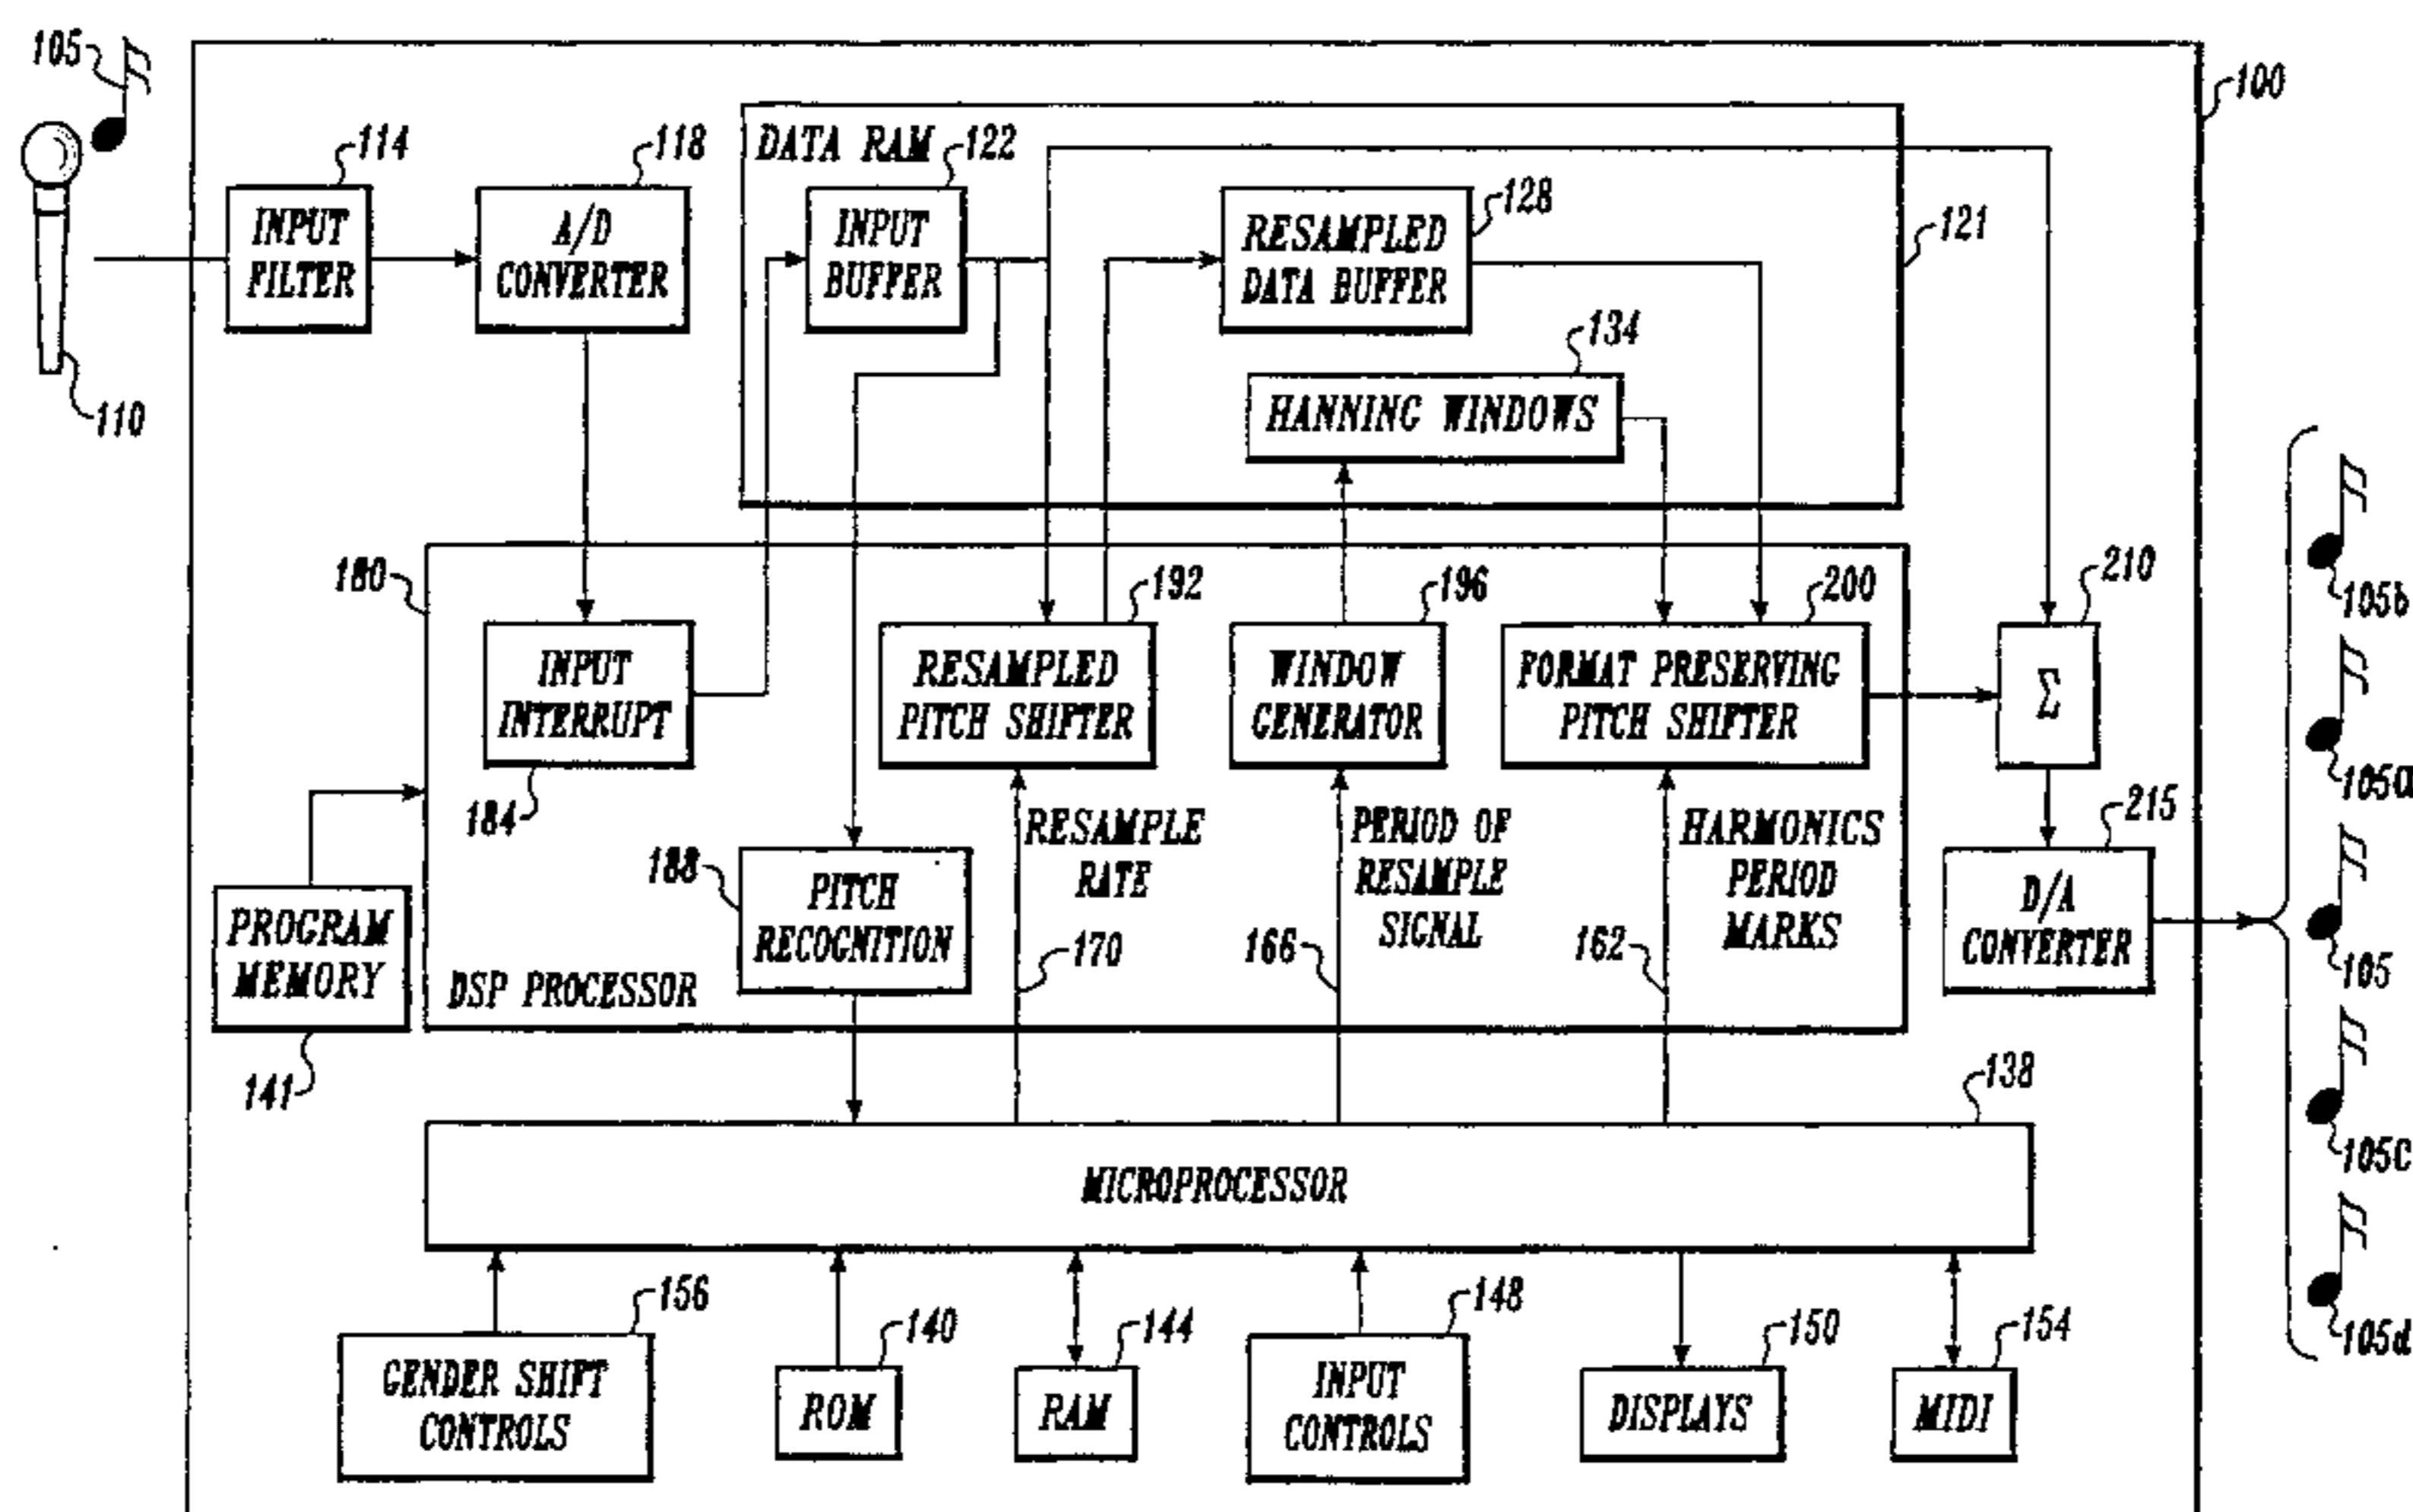 105
100
114
118
DATA RAM
122
INPUT
FILTER
A/D
CONVERTER
INPUT
BUFFER
RESAMPLED
DATA BUFFER
128
121
134
HANNING WINDOWS
110
180
192
196
200
210
105b
INPUT
INTERRUPT
RESAMPLED
PITCH SHIFTER
WINDOW
GENERATOR
FORMAT PRESERVING
PITCH SHIFTER
Σ
105a
184
RESAMPLE
RATE
PERIOD OF
RESAMPLE
SIGNAL
HARMONICS
PERIOD
MARKS
215
188
PITCH
RECOGNITION
D/A
CONVERTER
PROGRAM
MEMORY
DSP PROCESSOR
170
166
162
105
141
138
MICROPROCESSOR
105c
156
140
144
148
150
154
105d
GENDER SHIFT
CONTROLS
ROM
RAM
INPUT
CONTROLS
DISPLAYS
MIDI